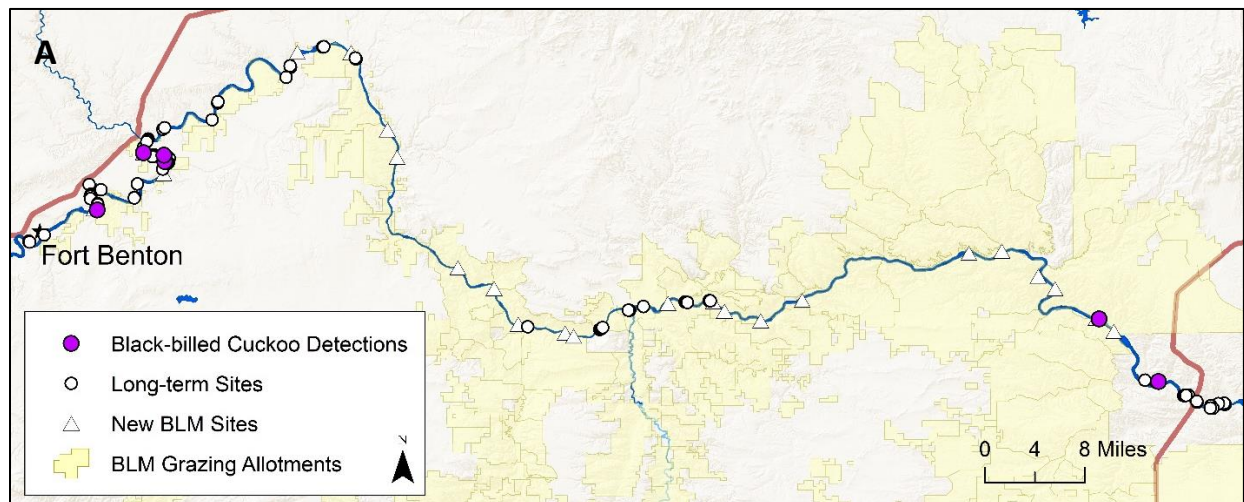 A
Fort Benton
Black-billed Cuckoo Detections
Long-term Sites
New BLM Sites
BLM Grazing Allotments
N
0 4 8 Miles